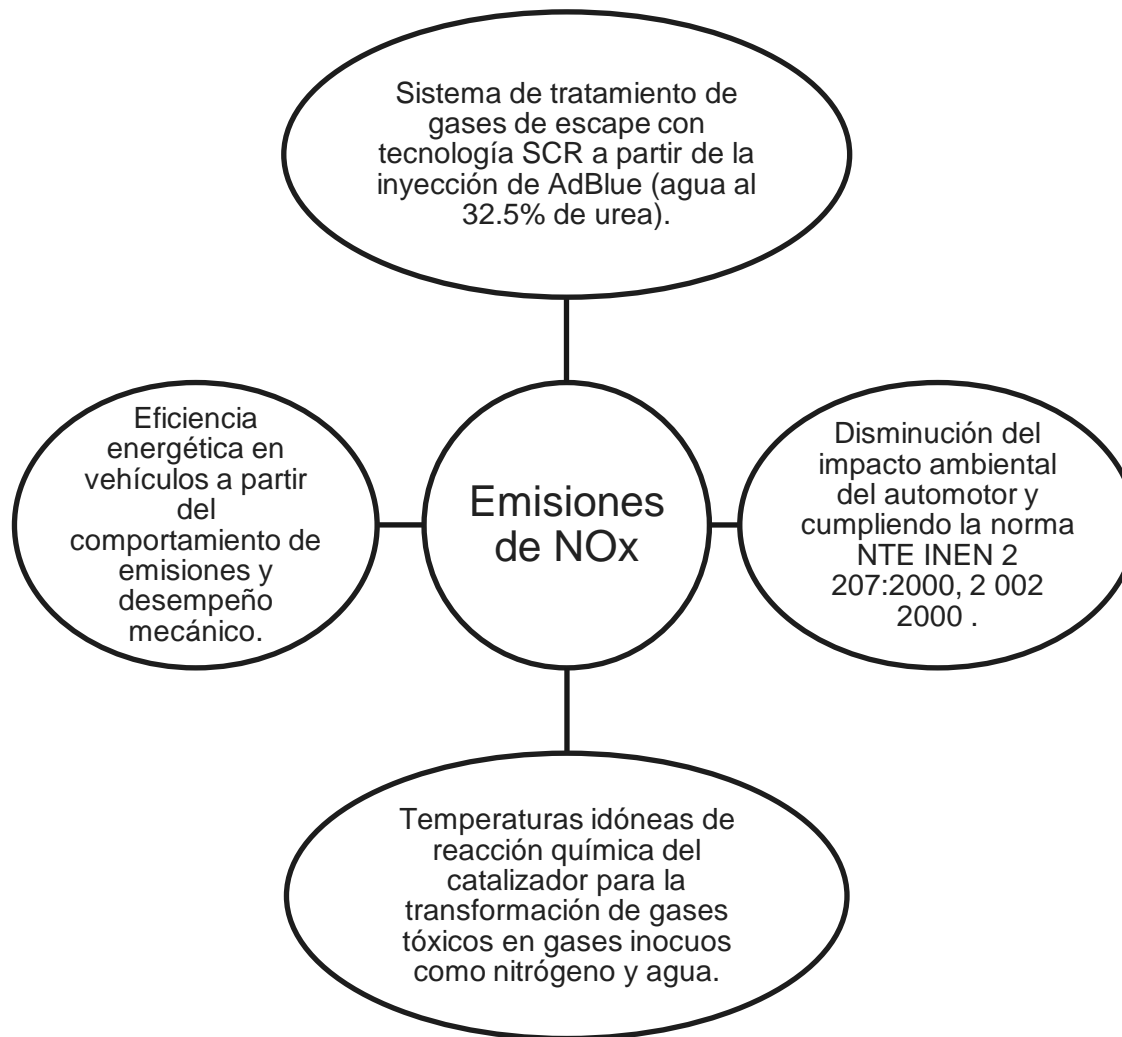 Sistema de tratamiento de
gases de escape con
tecnología SCR a partir de la
inyección de AdBlue (agua al
32.5% de urea).
Eficiencia
energética en
vehículos a partir
del
comportamiento de
emisiones y
desempeño
mecánico.
Emisiones
de NOx
Disminución del
impacto ambiental
del automotor y
cumpliendo la norma
NTE INEN 2
207:2000, 2 002
2000 .
Temperaturas idóneas de
reacción química del
catalizador para la
transformación de gases
tóxicos en gases inocuos
como nitrógeno y agua.